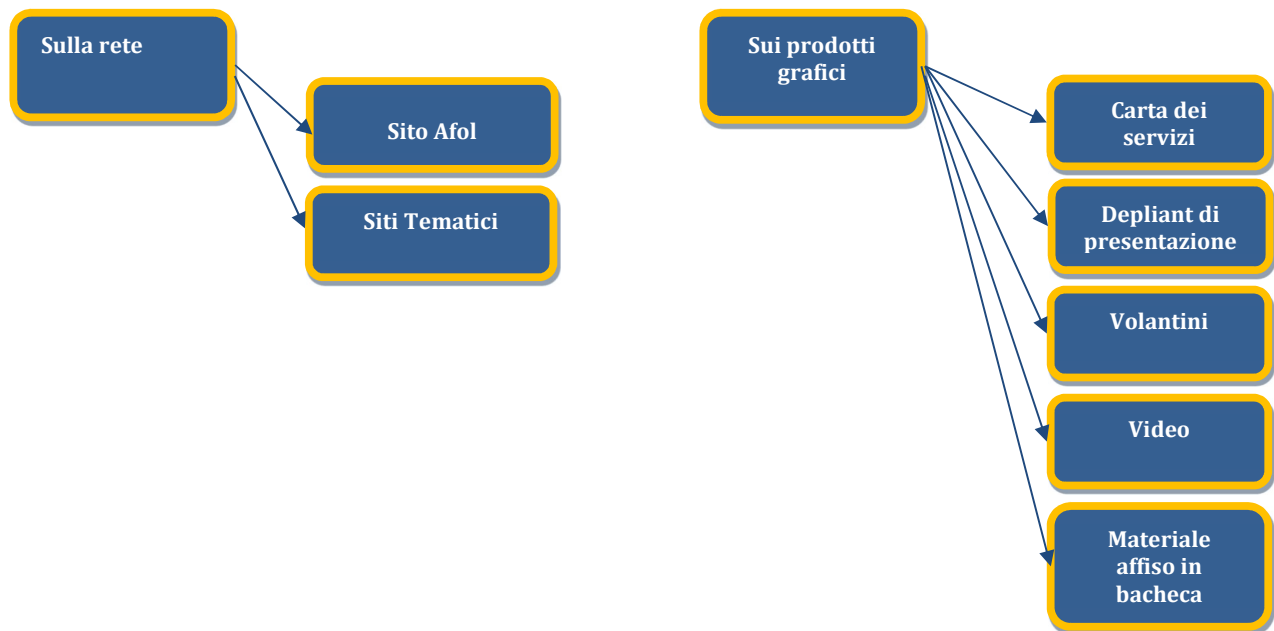 Sulla rete
Sito Afol
Siti Tematici
Sui prodotti
grafici
Carta dei
servizi
Depliant di
presentazione
Volantini
Video
Materiale
affiso in
bacheca